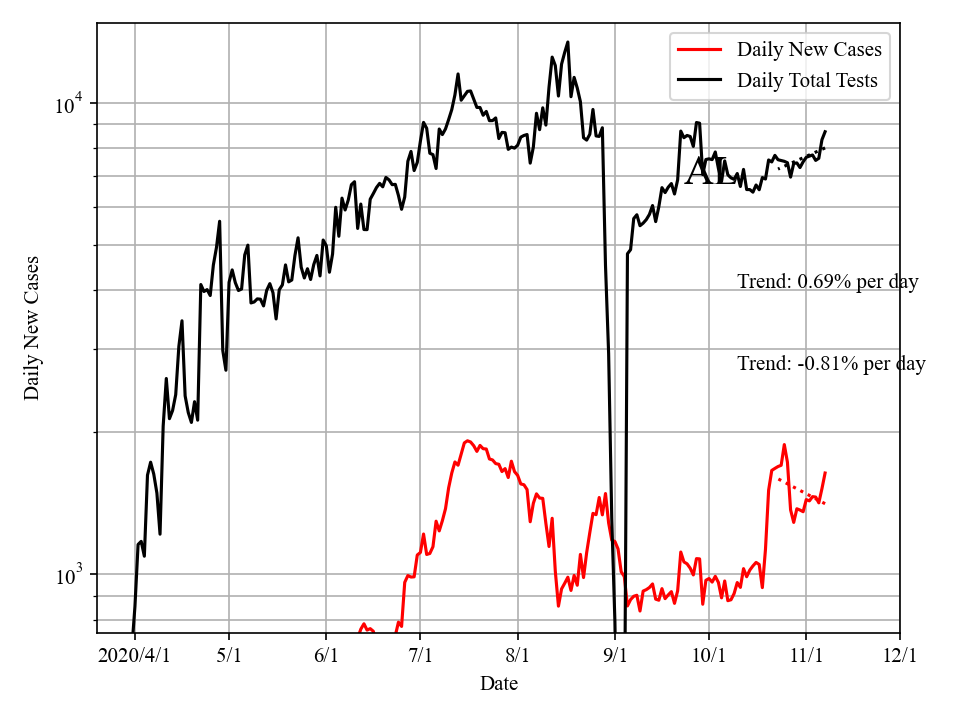 Daily New Cases
Daily Total Tests
10^4
AL
Trend: 0.69% per day
Trend: -0.81% per day
Daily New Cases
10^3
2020/4/1 5/1 6/1 7/1 8/1 9/1 10/1 11/1 12/1
Date